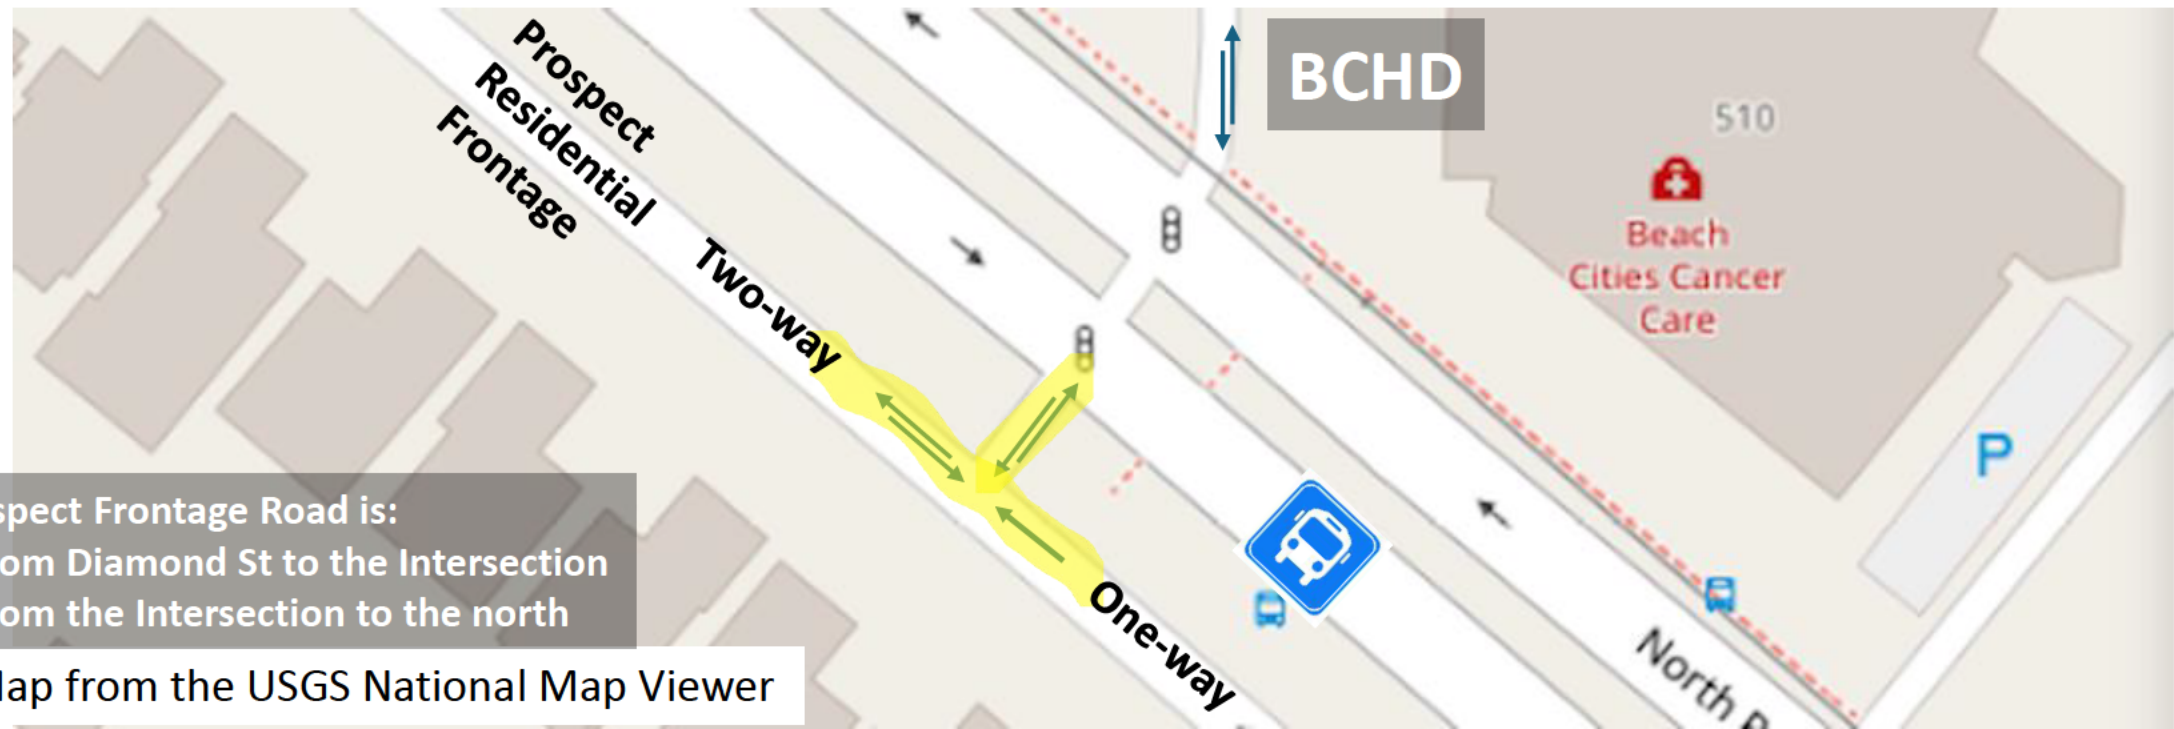 Prospect
Residential
Frontage
Two-way
One-way
BCHD
510
Beach
Cities Cancer
Care
P
North P
spect Frontage Road is:
om Diamond St to the Intersection
om the Intersection to the north
Map from the USGS National Map Viewer